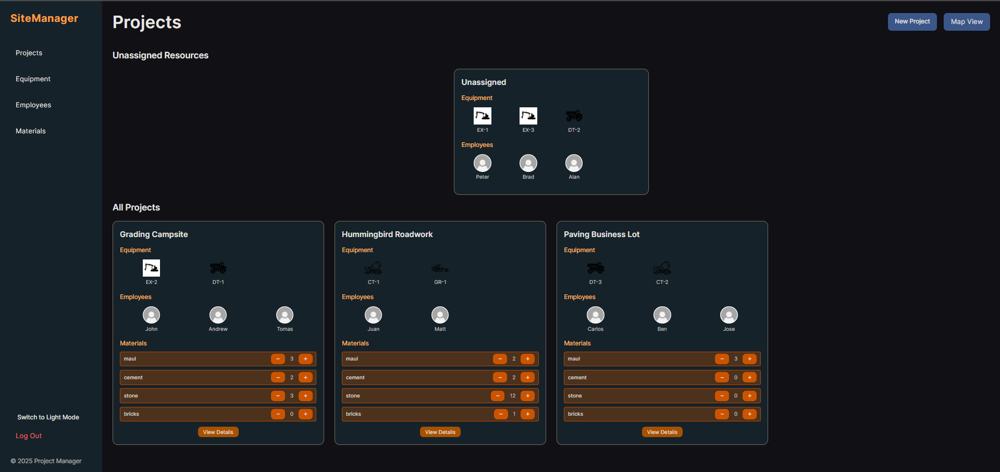 SiteManager
Projects
Equipment
Employees
Materials
Switch to Light Mode
Log Out
© 2025 Project Manager
Projects
New Project
Map View
Unassigned Resources
Unassigned
Equipment
EX-1 EX-3 DT-2
Employees
Peter Brad Alan
All Projects
Grading Campsite
Equipment
EX-2 DT-1
Employees
John Andrew Tomas
Materials
maul − 3 +
cement − 2 +
stone − 3 +
bricks − 0 +
View Details
Hummingbird Roadwork
Equipment
CT-1 GR-1
Employees
Juan Matt
Materials
maul − 2 +
cement − 2 +
stone − 12 +
bricks − 1 +
View Details
Paving Business Lot
Equipment
DT-3 CT-2
Employees
Carlos Ben Jose
Materials
maul − 3 +
cement − 0 +
stone − 0 +
bricks − 0 +
View Details